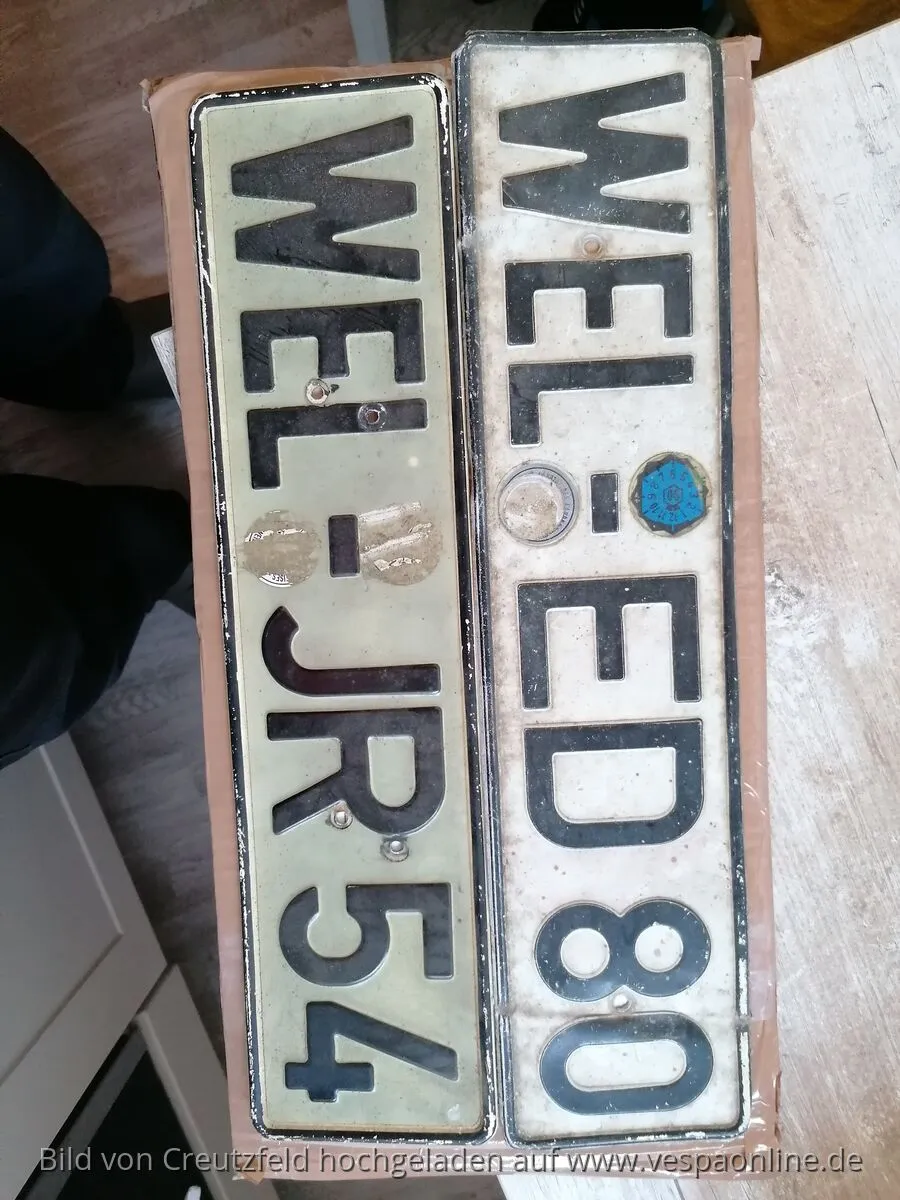 WEL-JR 54
WEL-ED 80
Bild von Creutzfeld hochgeladen auf www.vespaonline.de